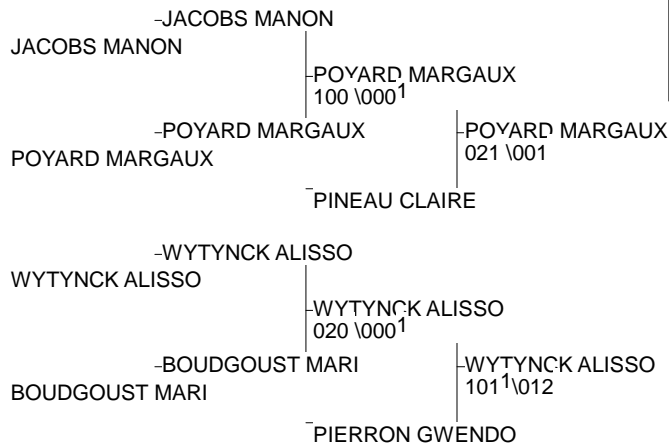 JACOBS MANON
JACOBS MANON
POYARD MARGAUX
100 \000 1
POYARD MARGAUX
POYARD MARGAUX
POYARD MARGAUX
021 \001
PINEAU CLAIRE
WYTYNCK ALISSO
WYTYNCK ALISSO
WYTYNCK ALISSO
020 \000 1
BOUDGOUST MARI
WYTYNCK ALISSO
101 1 \012
BOUDGOUST MARI
PIERRON GWENDO